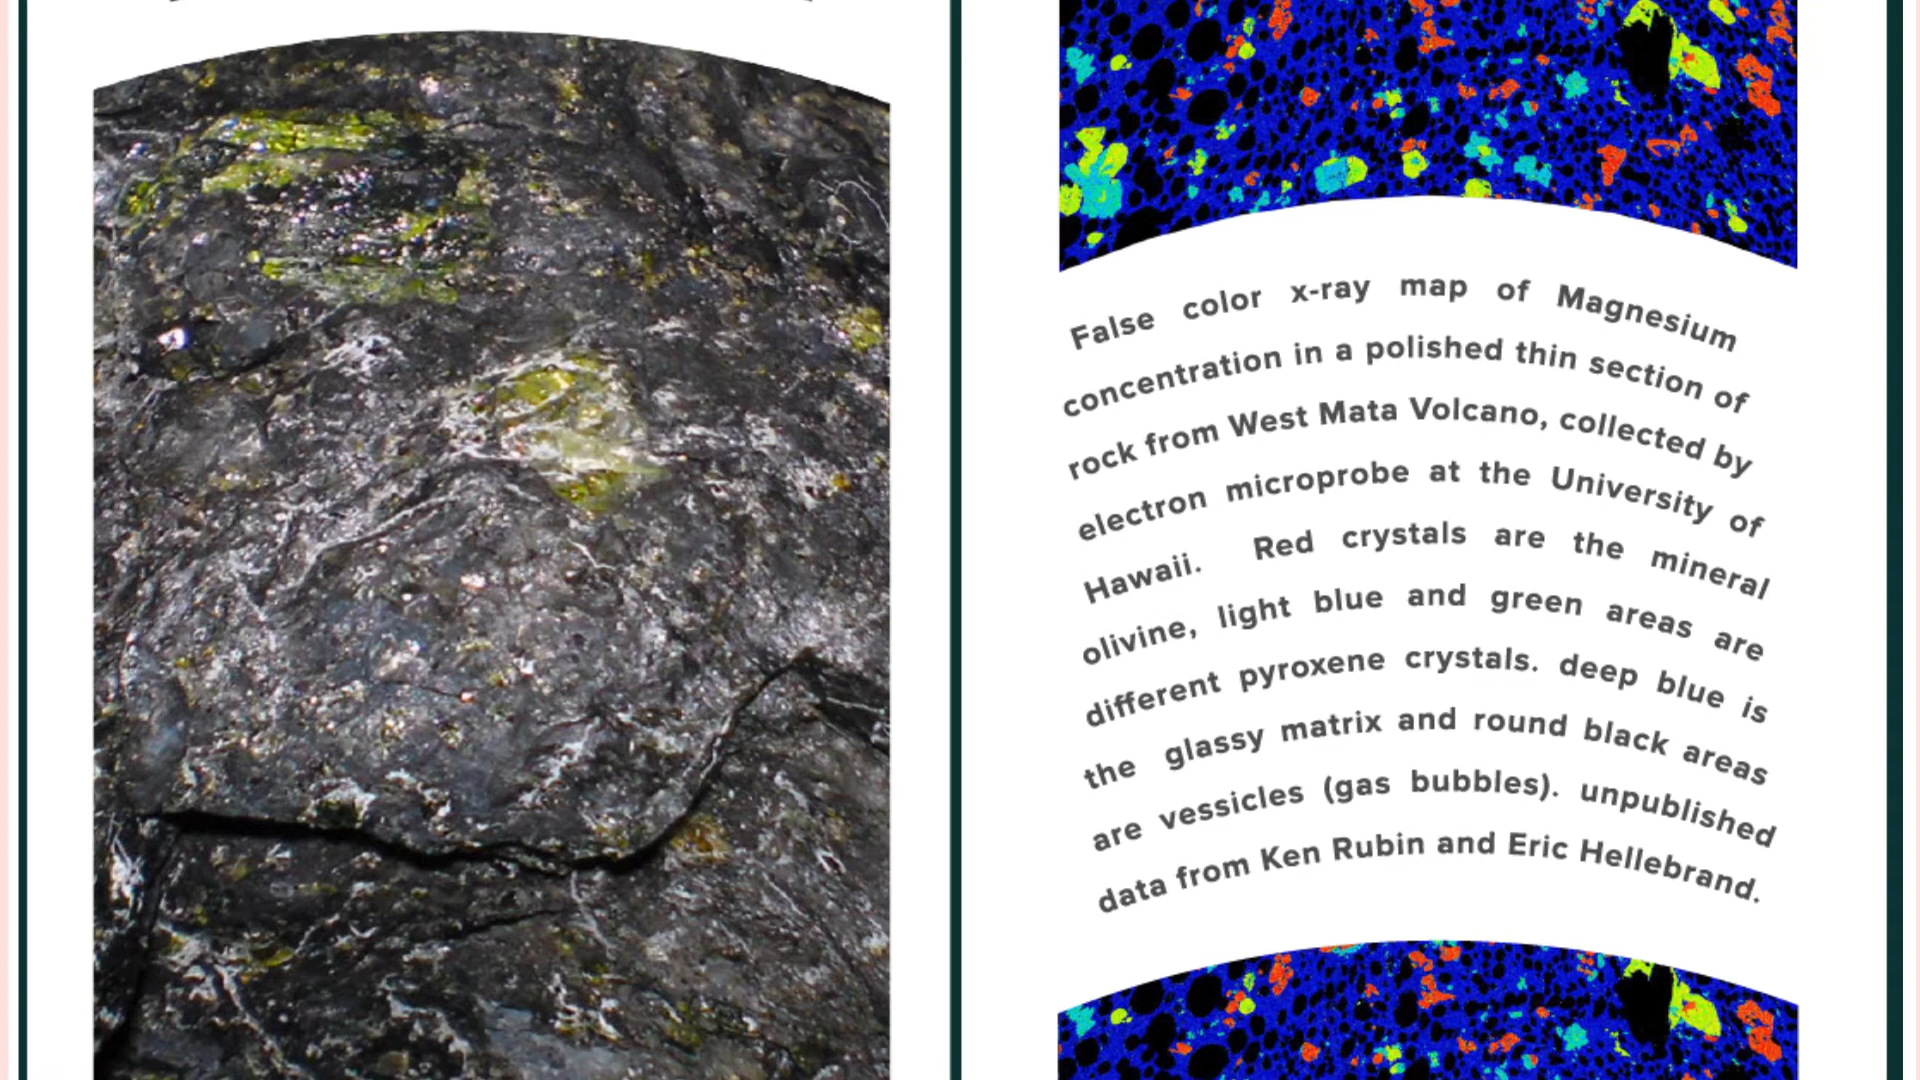 False color x-ray map of Magnesium
concentration in a polished thin section of
rock from West Mata Volcano, collected by
electron microprobe at the University of
Hawaii. Red crystals are the mineral
olivine, light blue and green areas are
different pyroxene crystals. deep blue is
the glassy matrix and round black areas
are vessicles (gas bubbles). unpublished
data from Ken Rubin and Eric Hellebrand.